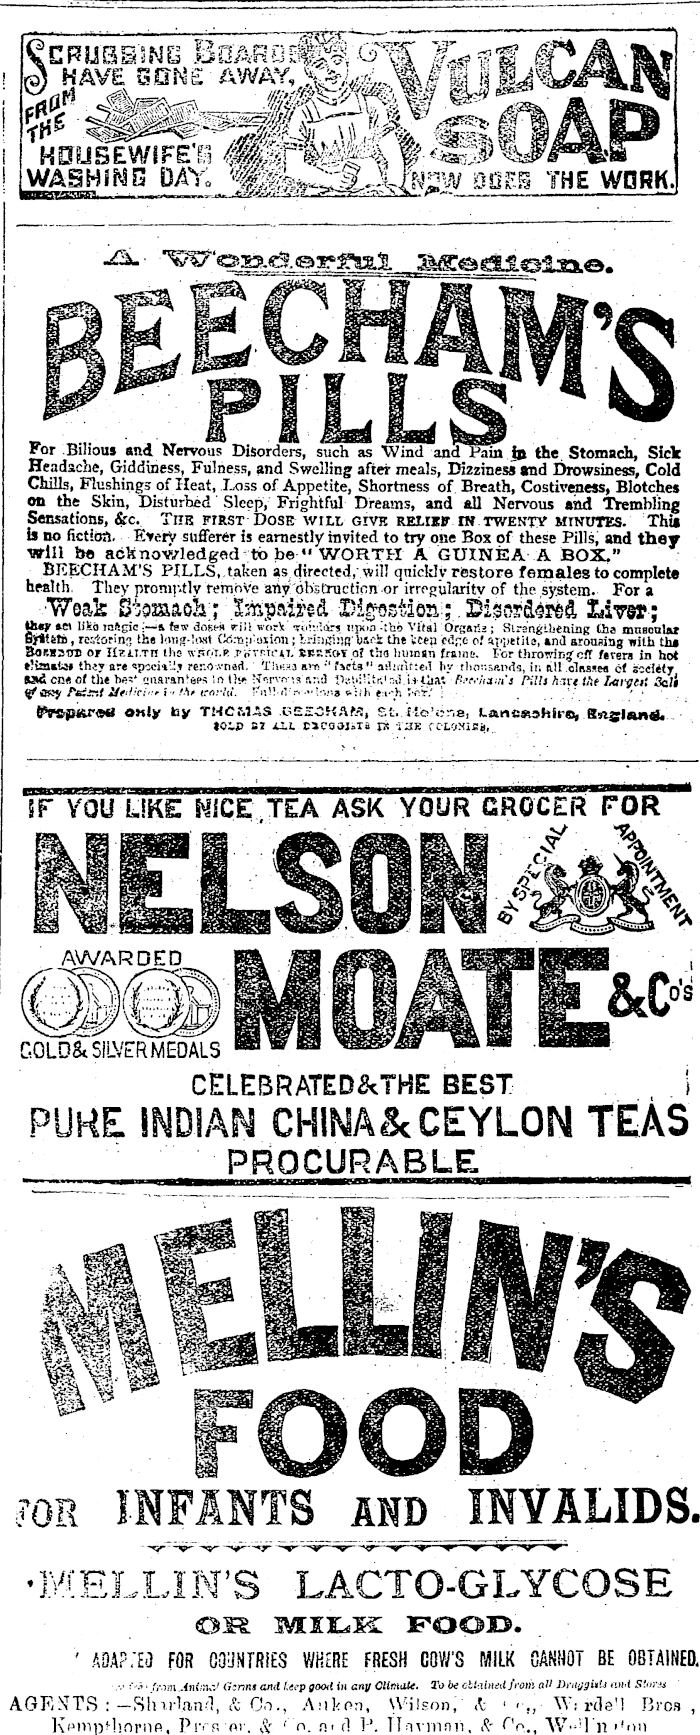 SCRUBBING BOARDS
HAVE GONE AWAY,
FROM
THE
HOUSEWIFE'S
WASHING DAY.
VULCAN
SOAP
NOW DOES THE WORK.
A Wonderful Medicine.
BEECHAM'S
PILLS
For Bilious and Nervous Disorders, such as Wind and Pain in the Stomach, Sick
Headache, Giddiness, Fulness, and Swelling after meals, Dizziness and Drowsiness, Cold
Chills, Flushings of Heat, Loss of Appetite, Shortness of Breath, Costiveness, Blotches
on the Skin, Disturbed Sleep, Frightful Dreams, and all Nervous and Trembling
Sensations, &c. THE FIRST DOSE WILL GIVE RELIEF IN TWENTY MINUTES. This
is no fiction. Every sufferer is earnestly invited to try one Box of these Pills, and they
will be acknowledged to be "WORTH A GUINEA A BOX."
BEECHAM'S PILLS, taken as directed, will quickly restore females to complete
health. They promptly remove any obstruction or irregularity of the system. For a
Weak Stomach; Impaired Digestion; Disordered Liver;
they act like magic:—a few doses will work wonders upon the Vital Organs; Strengthening the muscular
System, restoring the long-lost Complexion; bringing back the keen edge of appetite, and arousing with the
ROSEBUD OF HEALTH the WHOLE PHYSICAL ENERGY of the human frame. For throwing off fevers in hot
climates they are specially renowned. These are "facts" admitted by thousands, in all classes of society
and one of the best guarantees to the Nervous and Debilitated is that Beecham's Pills have the Largest Sale
of any Patent Medicine in the world. Full directions with each box.
Prepared only by THOMAS BEECHAM, St. Helens, Lancashire, England.
SOLD BY ALL DRUGGISTS IN THE COLONIES.
IF YOU LIKE NICE TEA ASK YOUR GROCER FOR
NELSON
BY SPECIAL APPOINTMENT
AWARDED
GOLD & SILVER MEDALS
MOATE & Co's
CELEBRATED & THE BEST
PURE INDIAN CHINA & CEYLON TEAS
PROCURABLE
MELLIN'S
FOOD
FOR INFANTS AND INVALIDS.
MELLIN'S LACTO-GLYCOSE
OR MILK FOOD.
ADAPTED FOR COUNTRIES WHERE FRESH COW'S MILK CANNOT BE OBTAINED.
from Animal Germs and keep good in any Climate. To be obtained from all Druggists and Stores
AGENTS:—Sharland, & Co., Aitken, Wilson, & Co., Wardell Bros.,
Kempthorne, Prosser, & Co. and P. Hayman, & Co., Wellington